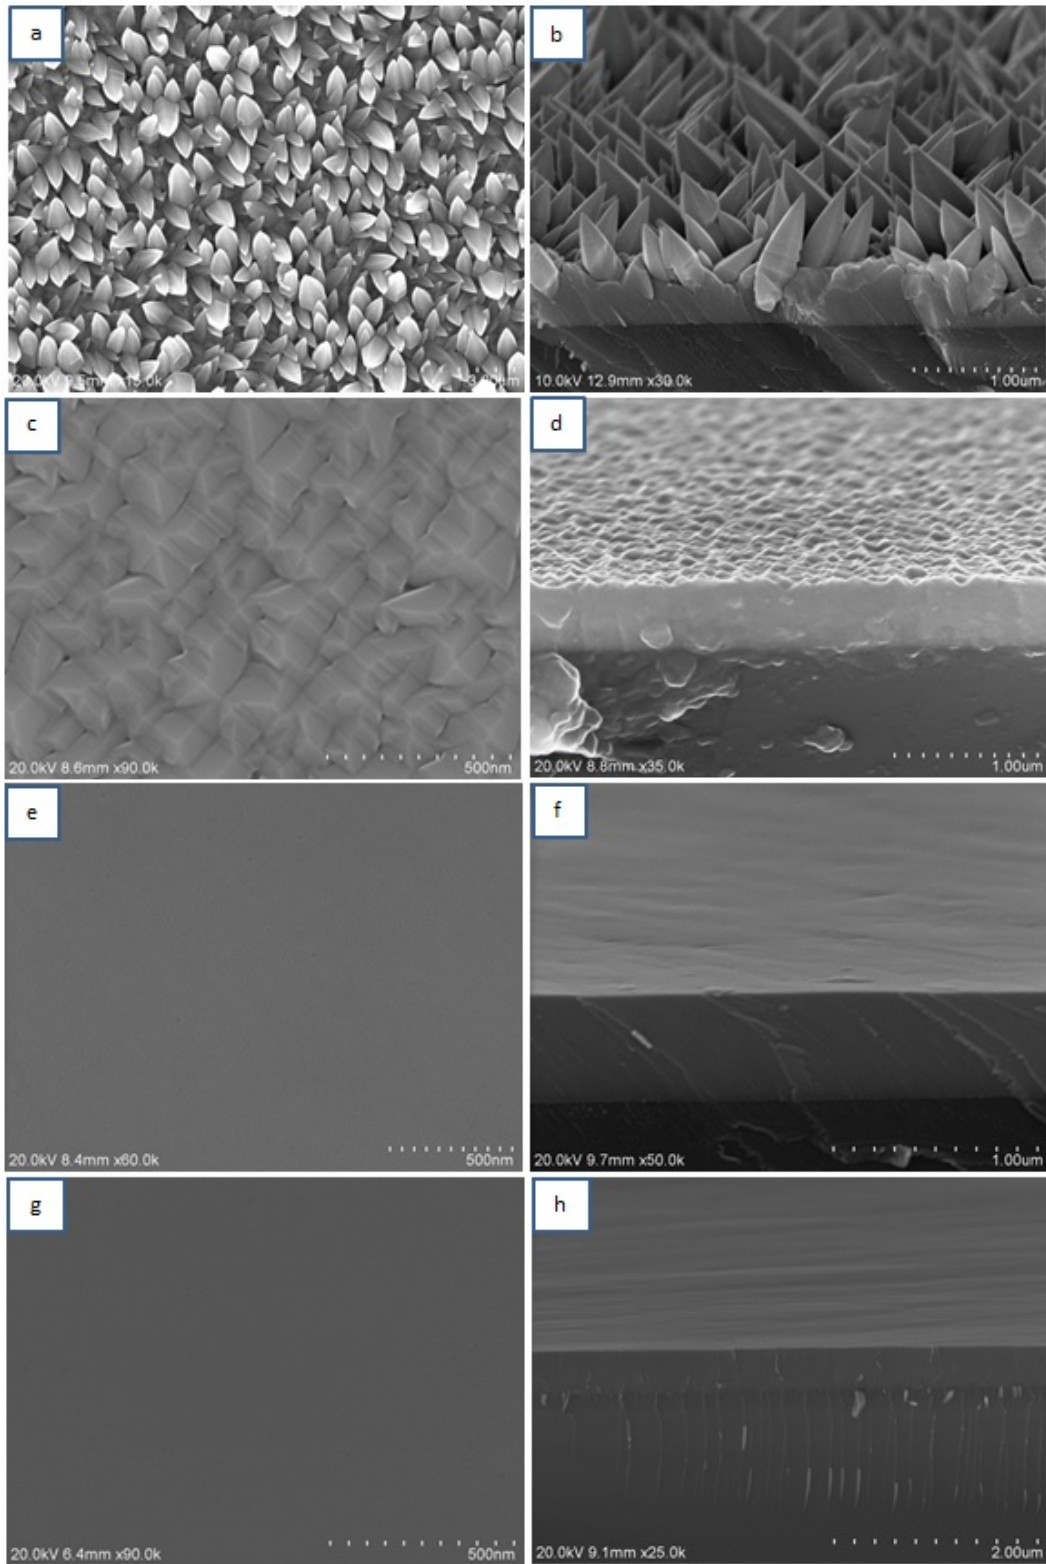 a
b
x15.0k
10.0kV 12.9mm x30.0k
1.00um
c
d
20.0kV 8.6mm x90.0k
500nm
20.0kV 8.8mm x35.0k
1.00um
e
f
20.0kV 8.4mm x60.0k
500nm
20.0kV 9.7mm x50.0k
1.00um
g
h
20.0kV 6.4mm x90.0k
500nm
20.0kV 9.1mm x25.0k
2.00um